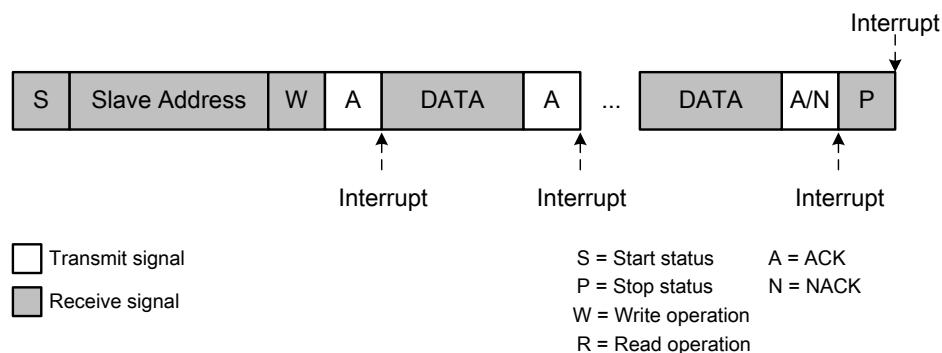 Interrupt
S Slave Address W A DATA A ... DATA A/N P
Interrupt Interrupt Interrupt
Transmit signal
Receive signal
S = Start status A = ACK
P = Stop status N = NACK
W = Write operation
R = Read operation